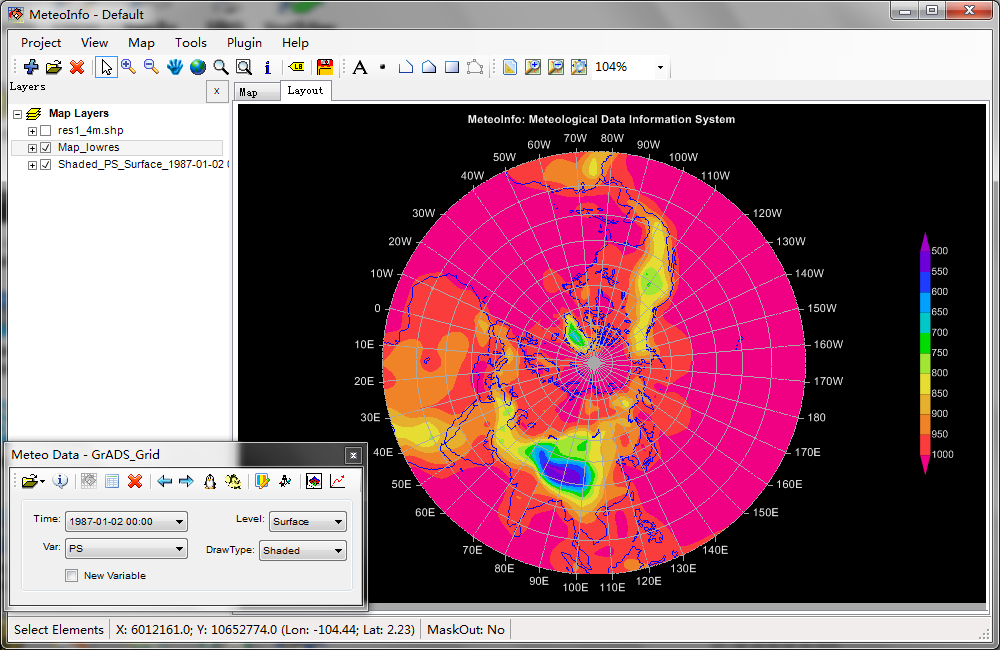 MeteoInfo - Default
Project View Map Tools Plugin Help
LB
A
i
104%
Layers
x
Map Layout
Map Layers
res1_4m.shp
Map_lowres
Shaded_PS_Surface_1987-01-02
MeteoInfo: Meteological Data Information System
70W 80W
60W 90W
50W 100W
40W 110W
30W 120W
20W 130W
10W 140W
0 150W
10E 160W
20E 170W
30E 180
40E 170E
50E 160E
60E 150E
70E 140E
80E 130E
90E 120E
100E 110E
500
550
600
650
700
750
800
850
900
950
1000
Meteo Data - GrADS_Grid
Time: 1987-01-02 00:00 Level: Surface
Var: PS DrawType: Shaded
New Variable
Select Elements X: 6012161.0; Y: 10652774.0 (Lon: -104.44; Lat: 2.23) MaskOut: No